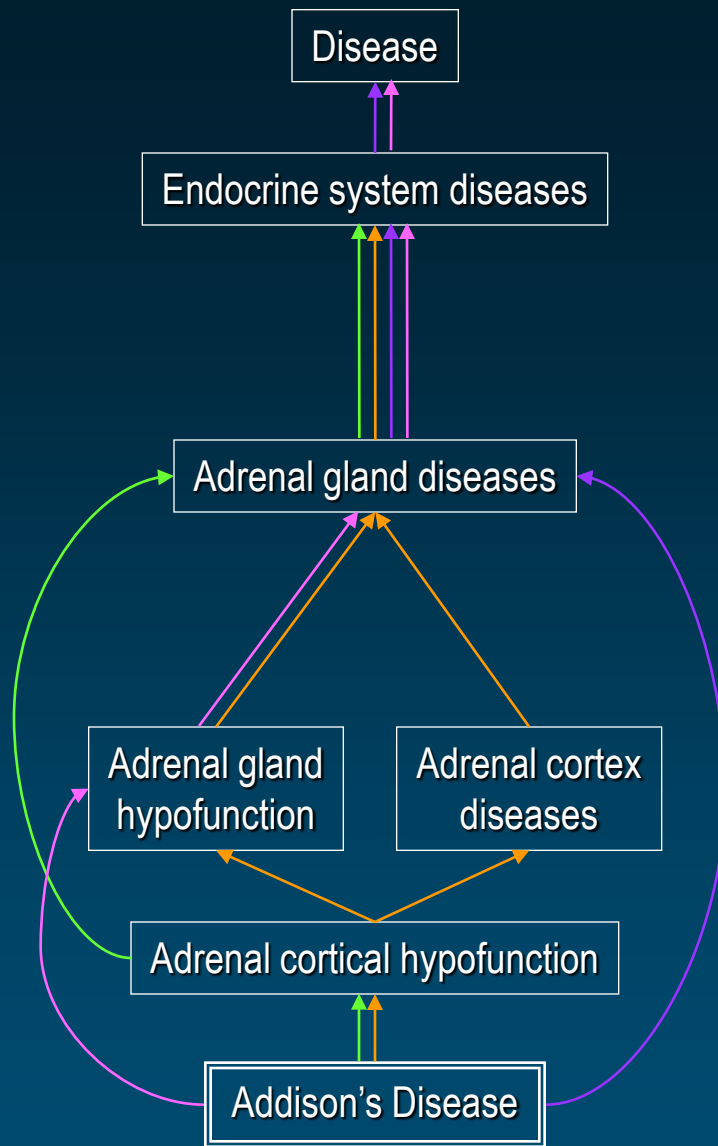 Disease
Endocrine system diseases
Adrenal gland diseases
Adrenal gland
hypofunction
Adrenal cortex
diseases
Adrenal cortical hypofunction
Addison’s Disease